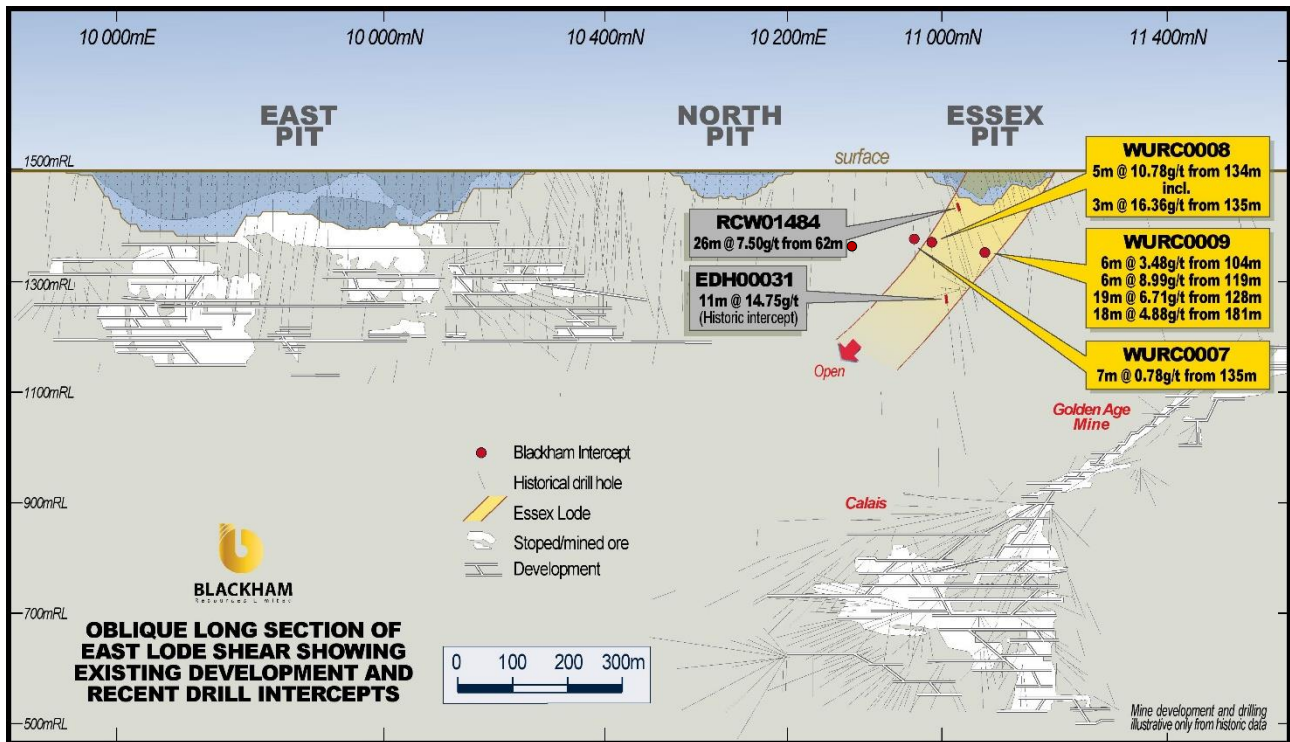 10 000mE
10 000mN
10 400mN
10 200mE
11 000mN
11 400mN
EAST
PIT
NORTH
PIT
ESSEX
PIT
surface
1500mRL
1300mRL
1100mRL
900mRL
700mRL
500mRL
WURC0008
5m @ 10.78g/t from 134m
incl.
3m @ 16.36g/t from 135m
RCW01484
26m @ 7.50g/t from 62m
WURC0009
6m @ 3.48g/t from 104m
6m @ 8.99g/t from 119m
19m @ 6.71g/t from 128m
18m @ 4.88g/t from 181m
EDH00031
11m @ 14.75g/t
(Historic intercept)
WURC0007
7m @ 0.78g/t from 135m
Open
Golden Age
Mine
Calais
Blackham Intercept
Historical drill hole
Essex Lode
Stoped/mined ore
Development
BLACKHAM
Resources Limited
OBLIQUE LONG SECTION OF
EAST LODE SHEAR SHOWING
EXISTING DEVELOPMENT AND
RECENT DRILL INTERCEPTS
0 100 200 300m
Mine development and drilling
illustrative only from historic data